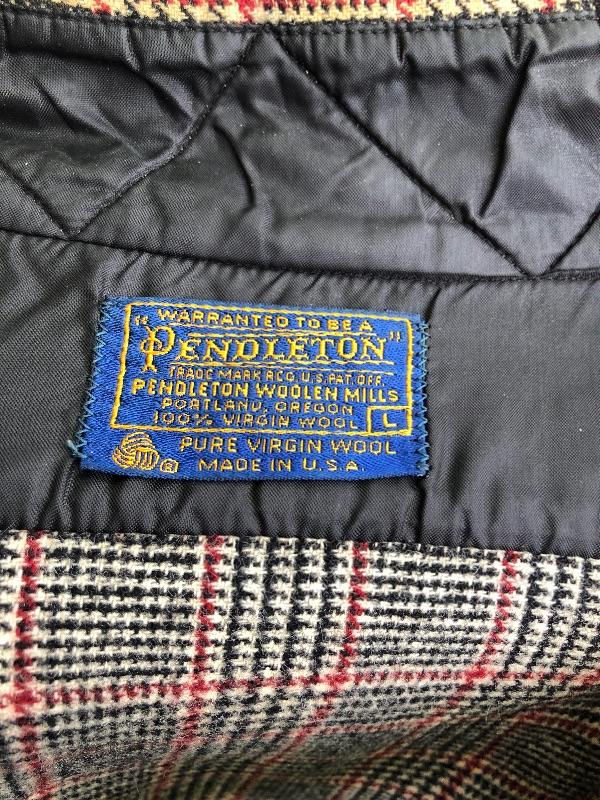 WARRANTED TO BE A
"PENDLETON"
TRADE MARK REG. U.S. PAT. OFF.
PENDLETON WOOLEN MILLS
PORTLAND, OREGON
100% VIRGIN WOOL L
® PURE VIRGIN WOOL
MADE IN U.S.A.